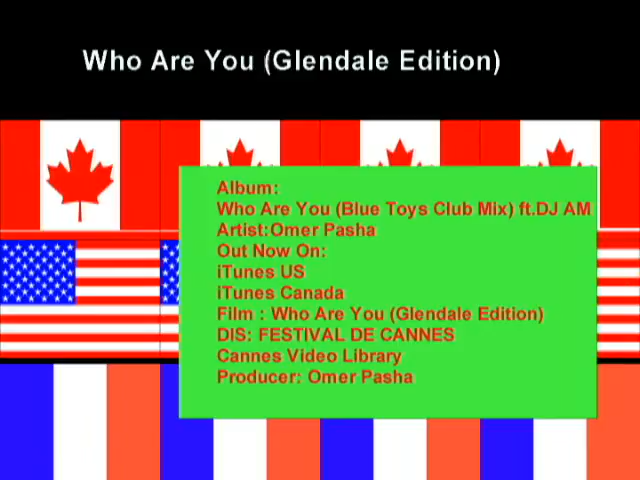 Who Are You (Glendale Edition)
Album:
Who Are You (Blue Toys Club Mix) ft.DJ AM
Artist:Omer Pasha
Out Now On:
iTunes US
iTunes Canada
Film : Who Are You (Glendale Edition)
DIS: FESTIVAL DE CANNES
Cannes Video Library
Producer: Omer Pasha